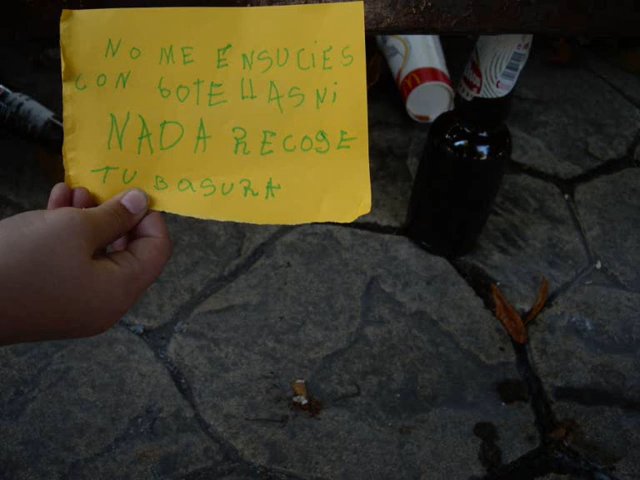 NO ME ENSUCIES
CON BOTELLAS NI
NADA RECOGE
TU BASURA